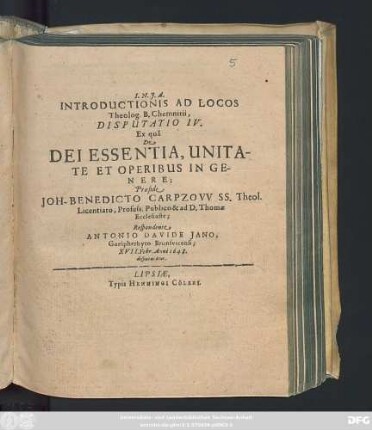 5
I. N. J. A.
INTRODUCTIONIS AD LOCOS
Theolog. B. Chemnitii,
DISPUTATIO IV.
Ex quâ
De
DEI ESSENTIA, UNITA-
TE ET OPERIBUS IN GE-
NERE;
Præside
JOH-BENEDICTO CARPZOVV SS. Theol.
Licentiato, Profess. Publico & ad D. Thomæ
Ecclesiaste;
Respondente
ANTONIO DAVIDE JANO,
Brunsvicensi;
XVII. Febr. Anni 1648.
LIPSIÆ,
Typis HENNINGI CÖLERI.
DFG